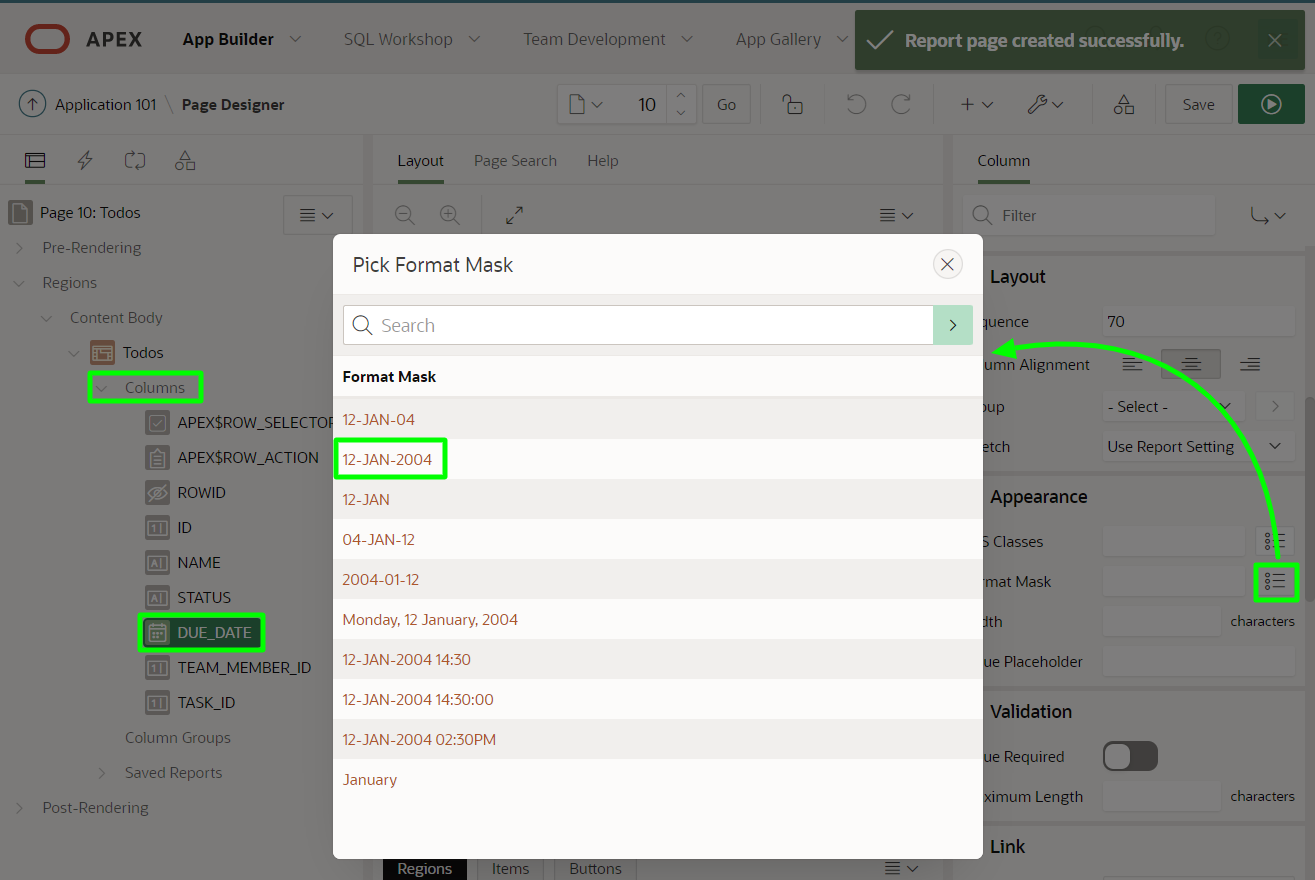 APEX App Builder SQL Workshop Team Development App Gallery
Report page created successfully.
Application 101 \ Page Designer
10 Go Save
Layout Page Search Help
Column
Page 10: Todos
Filter
Pre-Rendering
Regions
Content Body
Todos
Columns
APEX$ROW_SELECTOR
APEX$ROW_ACTION
ROWID
ID
NAME
STATUS
DUE_DATE
TEAM_MEMBER_ID
TASK_ID
Column Groups
Saved Reports
Post-Rendering
Pick Format Mask
Search
Format Mask
12-JAN-04
12-JAN-2004
12-JAN
04-JAN-12
2004-01-12
Monday, 12 January, 2004
12-JAN-2004 14:30
12-JAN-2004 14:30:00
12-JAN-2004 02:30PM
January
Regions Items Buttons
Layout
quence 70
umn Alignment
oup - Select -
etch Use Report Setting
Appearance
S Classes
rmat Mask
dth characters
ue Placeholder
Validation
ue Required
ximum Length characters
Link